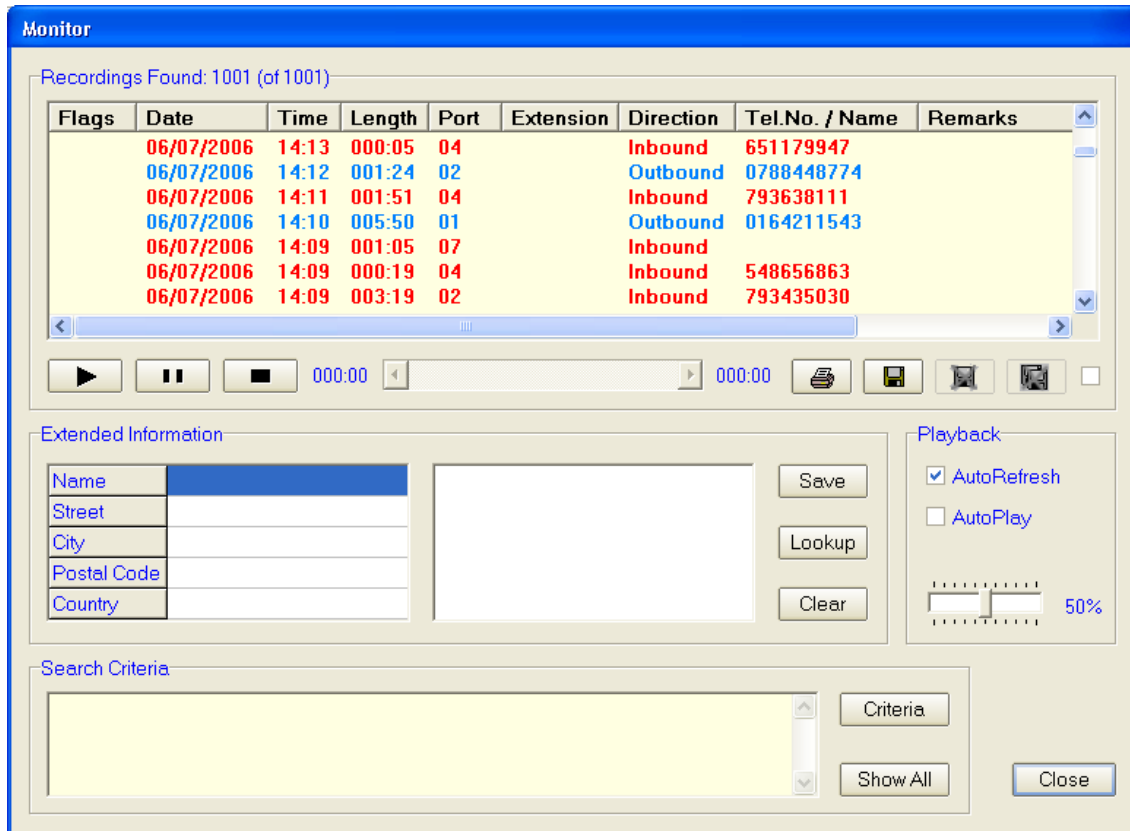 Monitor
Recordings Found: 1001 (of 1001)
Flags Date Time Length Port Extension Direction Tel.No. / Name Remarks
06/07/2006 14:13 000:05 04 Inbound 651179947
06/07/2006 14:12 001:24 02 Outbound 0788448774
06/07/2006 14:11 001:51 04 Inbound 793638111
06/07/2006 14:10 005:50 01 Outbound 0164211543
06/07/2006 14:09 001:05 07 Inbound
06/07/2006 14:09 000:19 04 Inbound 548656863
06/07/2006 14:09 003:19 02 Inbound 793435030
000:00 000:00
Extended Information
Name
Street
City
Postal Code
Country
Save
Lookup
Clear
Playback
AutoRefresh
AutoPlay
50%
Search Criteria
Criteria
Show All
Close